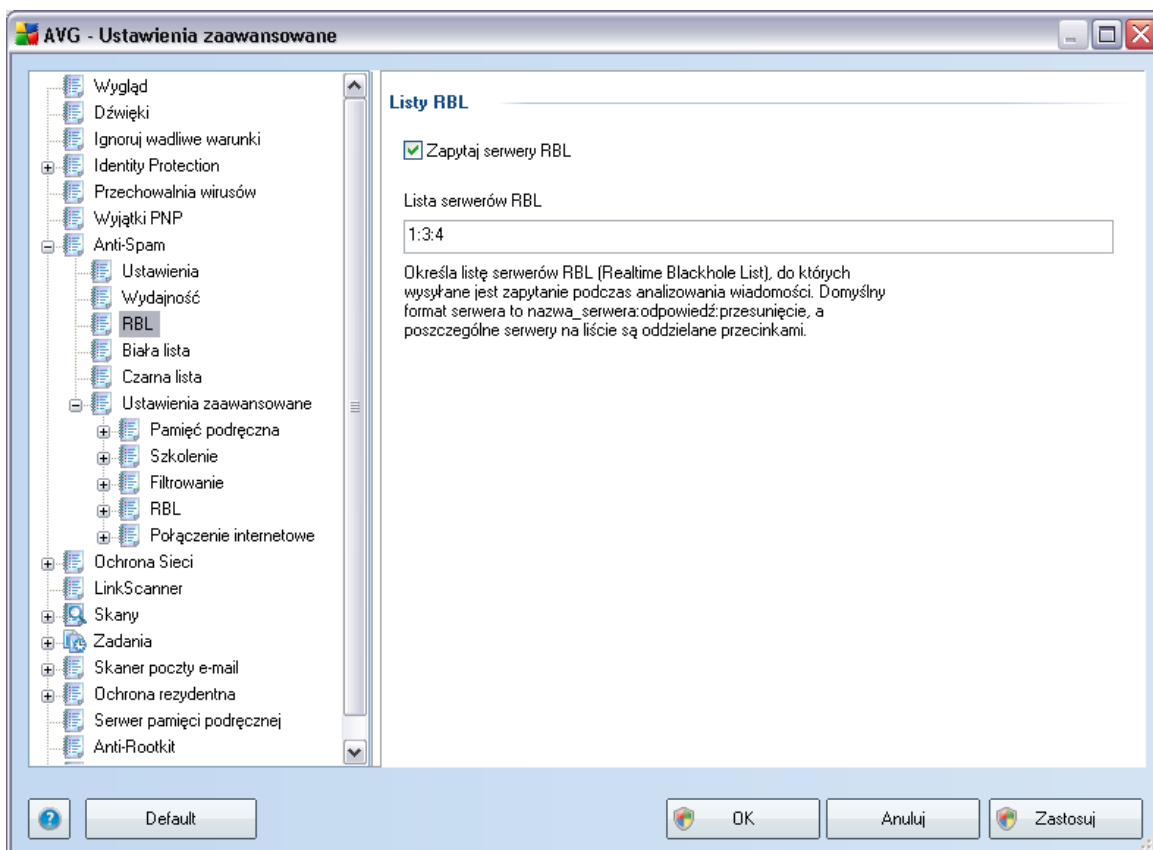 AVG - Ustawienia zaawansowane
Wygląd
Dźwięki
Ignoruj wadliwe warunki
Identity Protection
Przechowalnia wirusów
Wyjątki PNP
Anti-Spam
Ustawienia
Wydajność
RBL
Biała lista
Czarna lista
Ustawienia zaawansowane
Pamięć podręczna
Szkolenie
Filtrowanie
RBL
Połączenie internetowe
Ochrona Sieci
LinkScanner
Skany
Zadania
Skaner poczty e-mail
Ochrona rezydentna
Serwer pamięci podręcznej
Anti-Rootkit
Listy RBL
Zapytaj serwery RBL
Lista serwerów RBL
1:3:4
Określa listę serwerów RBL (Realtime Blackhole List), do których
wysyłane jest zapytanie podczas analizowania wiadomości. Domyślny
format serwera to nazwa_serwera:odpowiedź:przesunięcie, a
poszczególne serwery na liście są oddzielane przecinkami.
Default
OK
Anuluj
Zastosuj